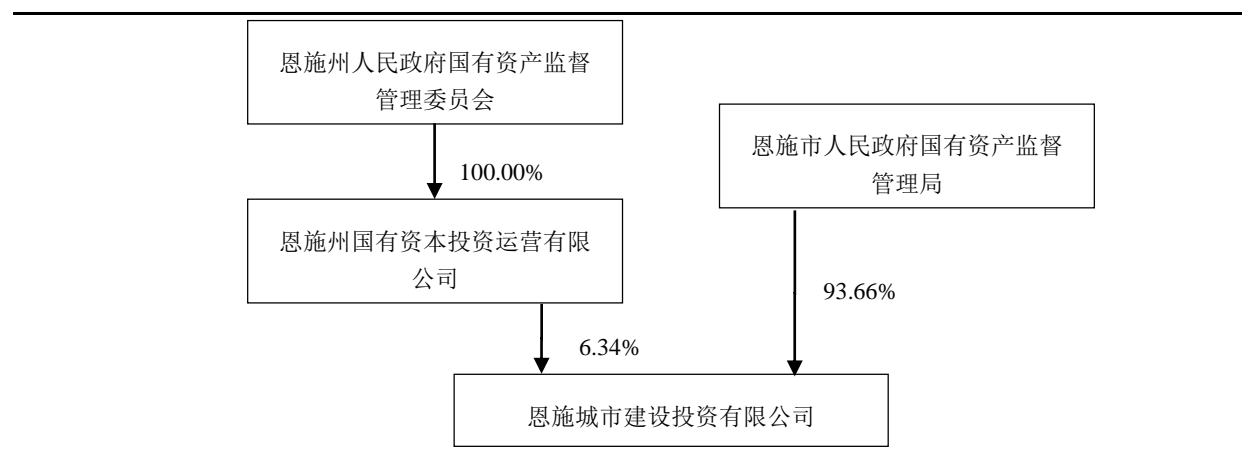 恩施州人民政府国有资产监督
管理委员会
恩施市人民政府国有资产监督
管理局
100.00%
恩施州国有资本投资运营有限
公司
93.66%
6.34%
恩施城市建设投资有限公司